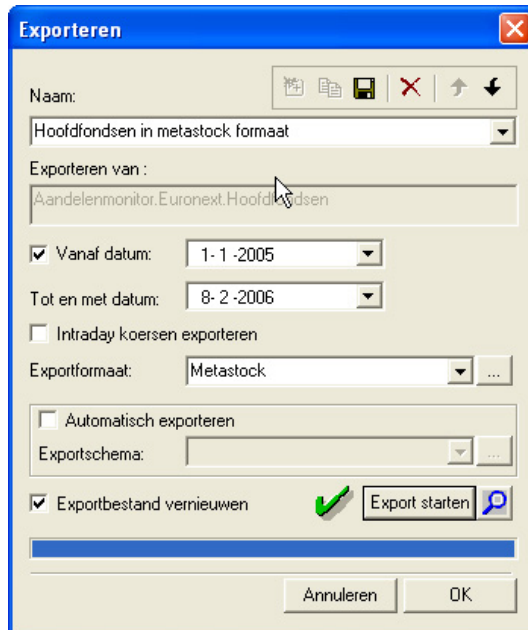 Exporteren
Naam:
Hoofdfondsen in metastock formaat
Exporteren van :
Aandelenmonitor.Euronext.Hoofdfondsen
Vanaf datum: 1- 1 -2005
Tot en met datum: 8- 2 -2006
Intraday koersen exporteren
Exportformaat: Metastock ...
Automatisch exporteren
Exportschema: ...
Exportbestand vernieuwen Export starten
Annuleren OK